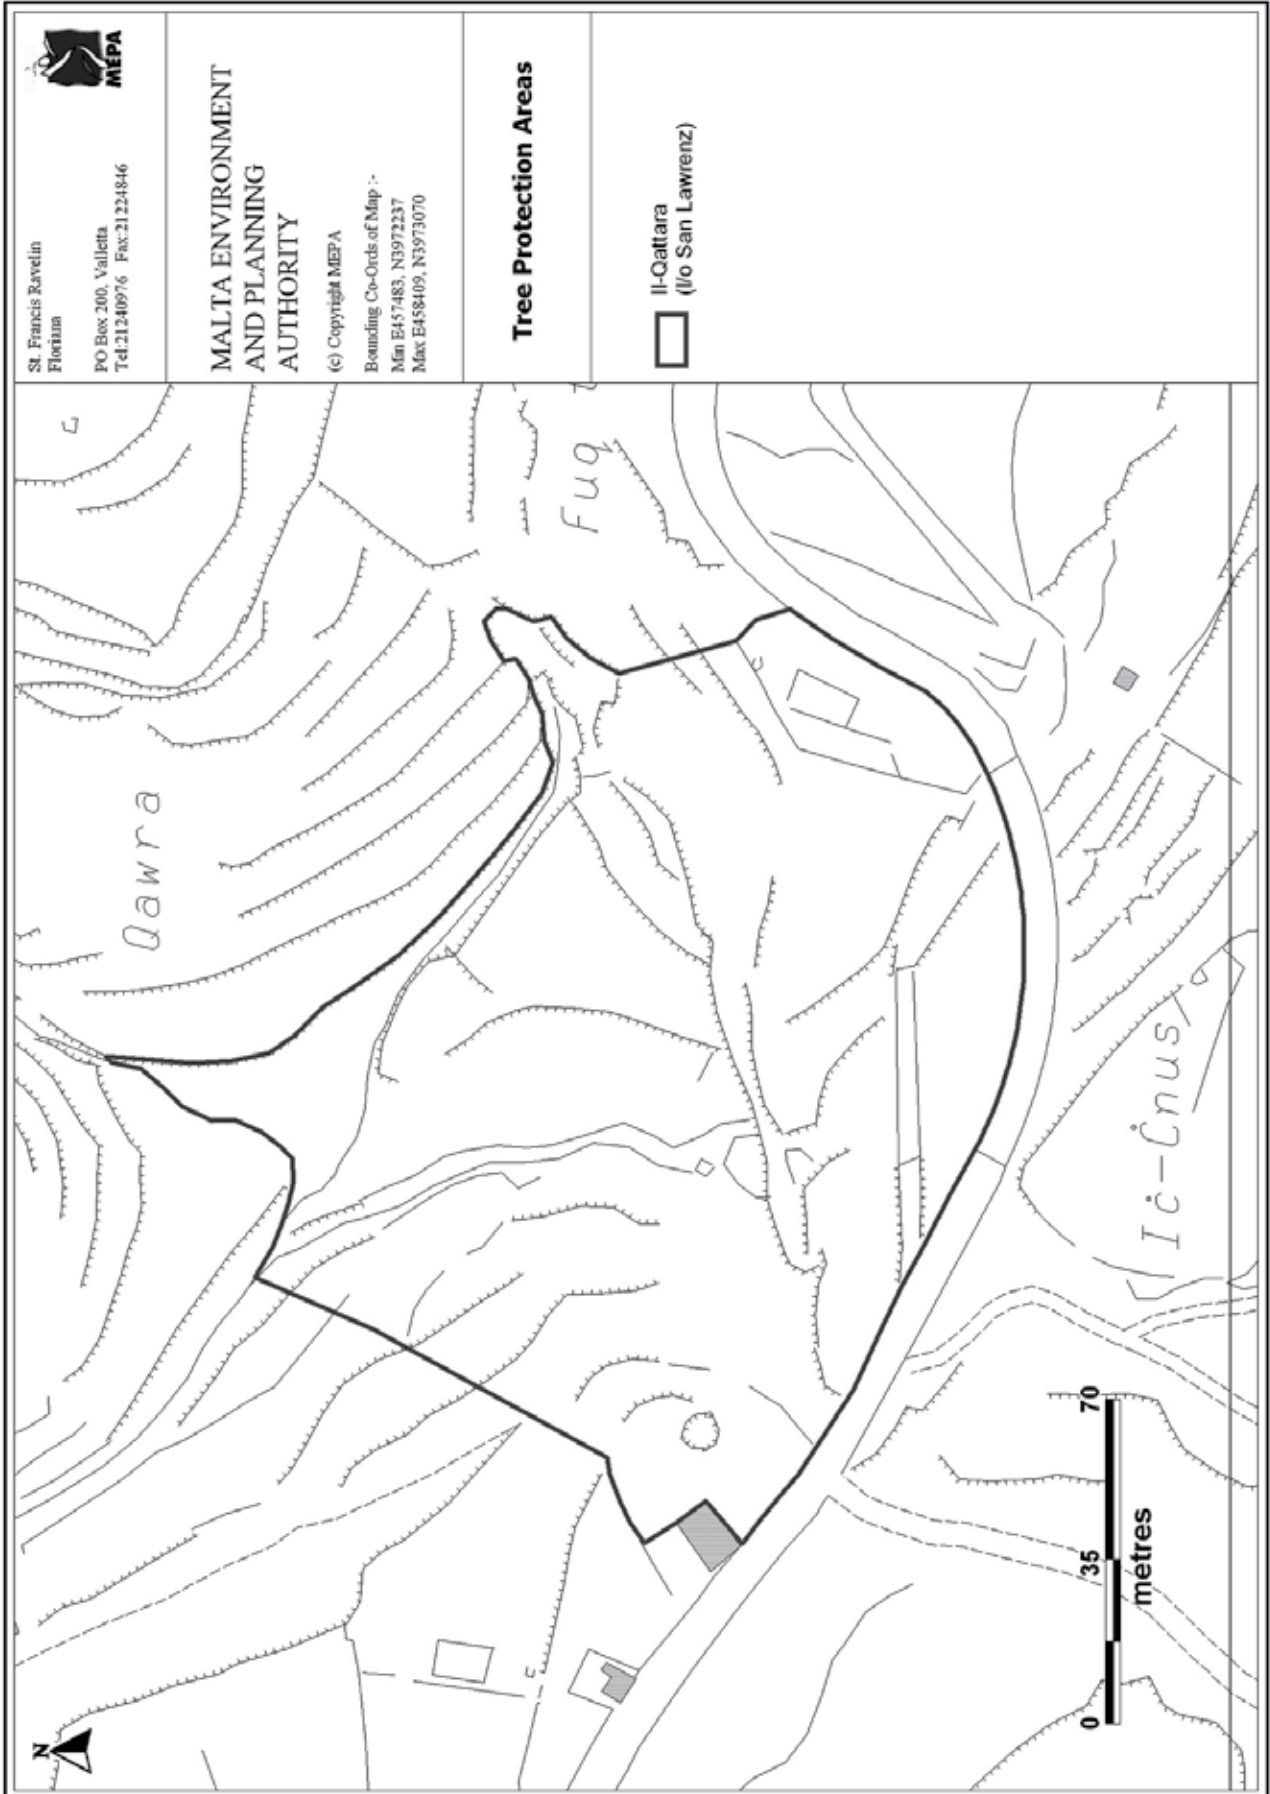 MEPA
St. Francis Ravelin
Floriana
PO Box 200, Valletta
Tel:21240976 Fax:21224846
MALTA ENVIRONMENT
AND PLANNING
AUTHORITY
(c) Copyright MEPA
Bounding Co-Ords of Map :-
Min E457483, N3972237
Max E458409, N3973070
Tree Protection Areas
Il-Qattara
(l/o San Lawrenz)
N
Qawra
Fuq
Iċ-Ċnus
0 35 70
metres